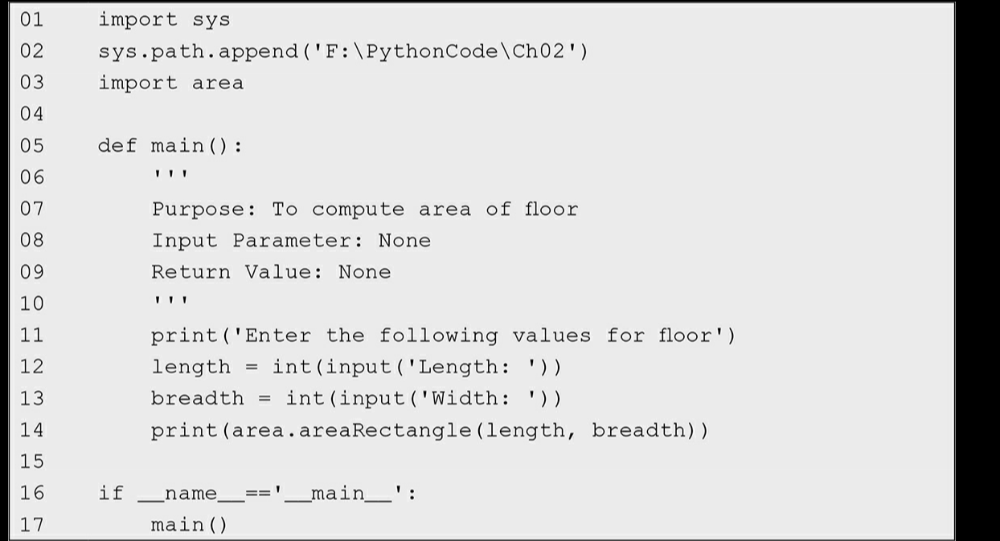 01 import sys
02 sys.path.append('F:\PythonCode\Ch02')
03 import area
04
05 def main():
06     '''
07     Purpose: To compute area of floor
08     Input Parameter: None
09     Return Value: None
10     '''
11     print('Enter the following values for floor')
12     length = int(input('Length: '))
13     breadth = int(input('Width: '))
14     print(area.areaRectangle(length, breadth))
15
16 if __name__=='__main__':
17     main()